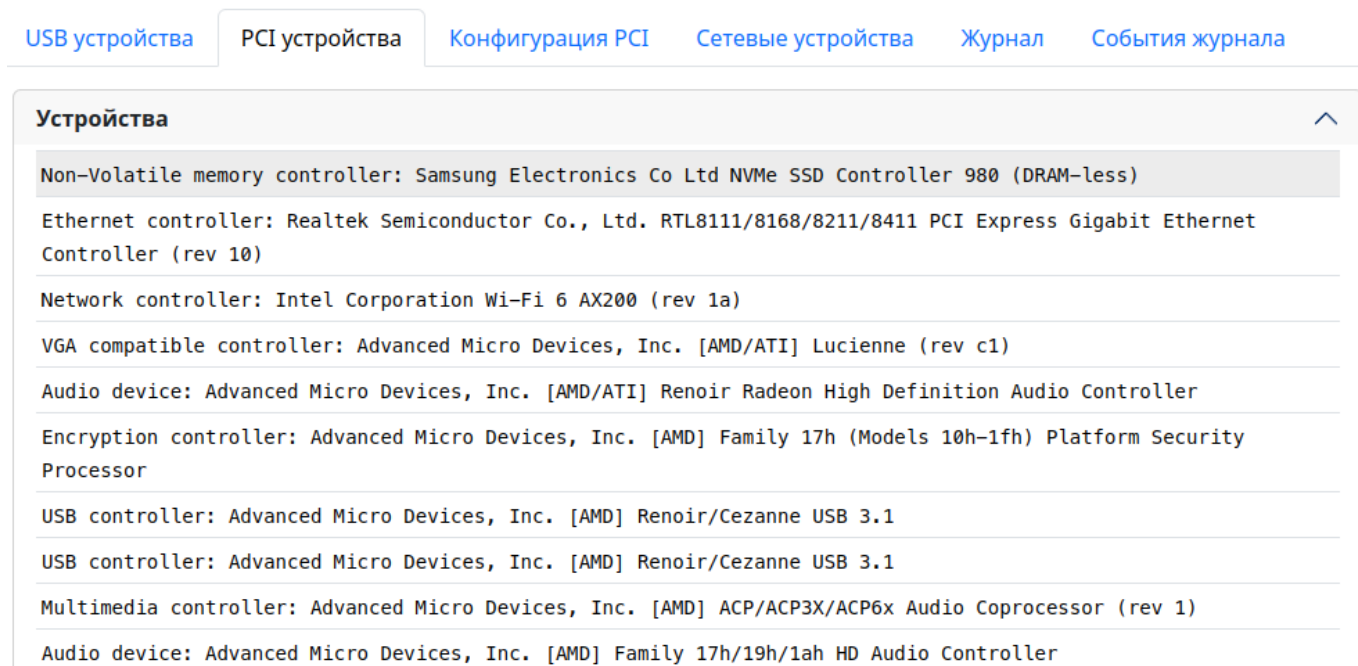 USB устройства PCI устройства Конфигурация PCI Сетевые устройства Журнал События журнала
Устройства
Non-Volatile memory controller: Samsung Electronics Co Ltd NVMe SSD Controller 980 (DRAM-less)
Ethernet controller: Realtek Semiconductor Co., Ltd. RTL8111/8168/8211/8411 PCI Express Gigabit Ethernet
Controller (rev 10)
Network controller: Intel Corporation Wi-Fi 6 AX200 (rev 1a)
VGA compatible controller: Advanced Micro Devices, Inc. [AMD/ATI] Lucienne (rev c1)
Audio device: Advanced Micro Devices, Inc. [AMD/ATI] Renoir Radeon High Definition Audio Controller
Encryption controller: Advanced Micro Devices, Inc. [AMD] Family 17h (Models 10h-1fh) Platform Security
Processor
USB controller: Advanced Micro Devices, Inc. [AMD] Renoir/Cezanne USB 3.1
USB controller: Advanced Micro Devices, Inc. [AMD] Renoir/Cezanne USB 3.1
Multimedia controller: Advanced Micro Devices, Inc. [AMD] ACP/ACP3X/ACP6x Audio Coprocessor (rev 1)
Audio device: Advanced Micro Devices, Inc. [AMD] Family 17h/19h/1ah HD Audio Controller